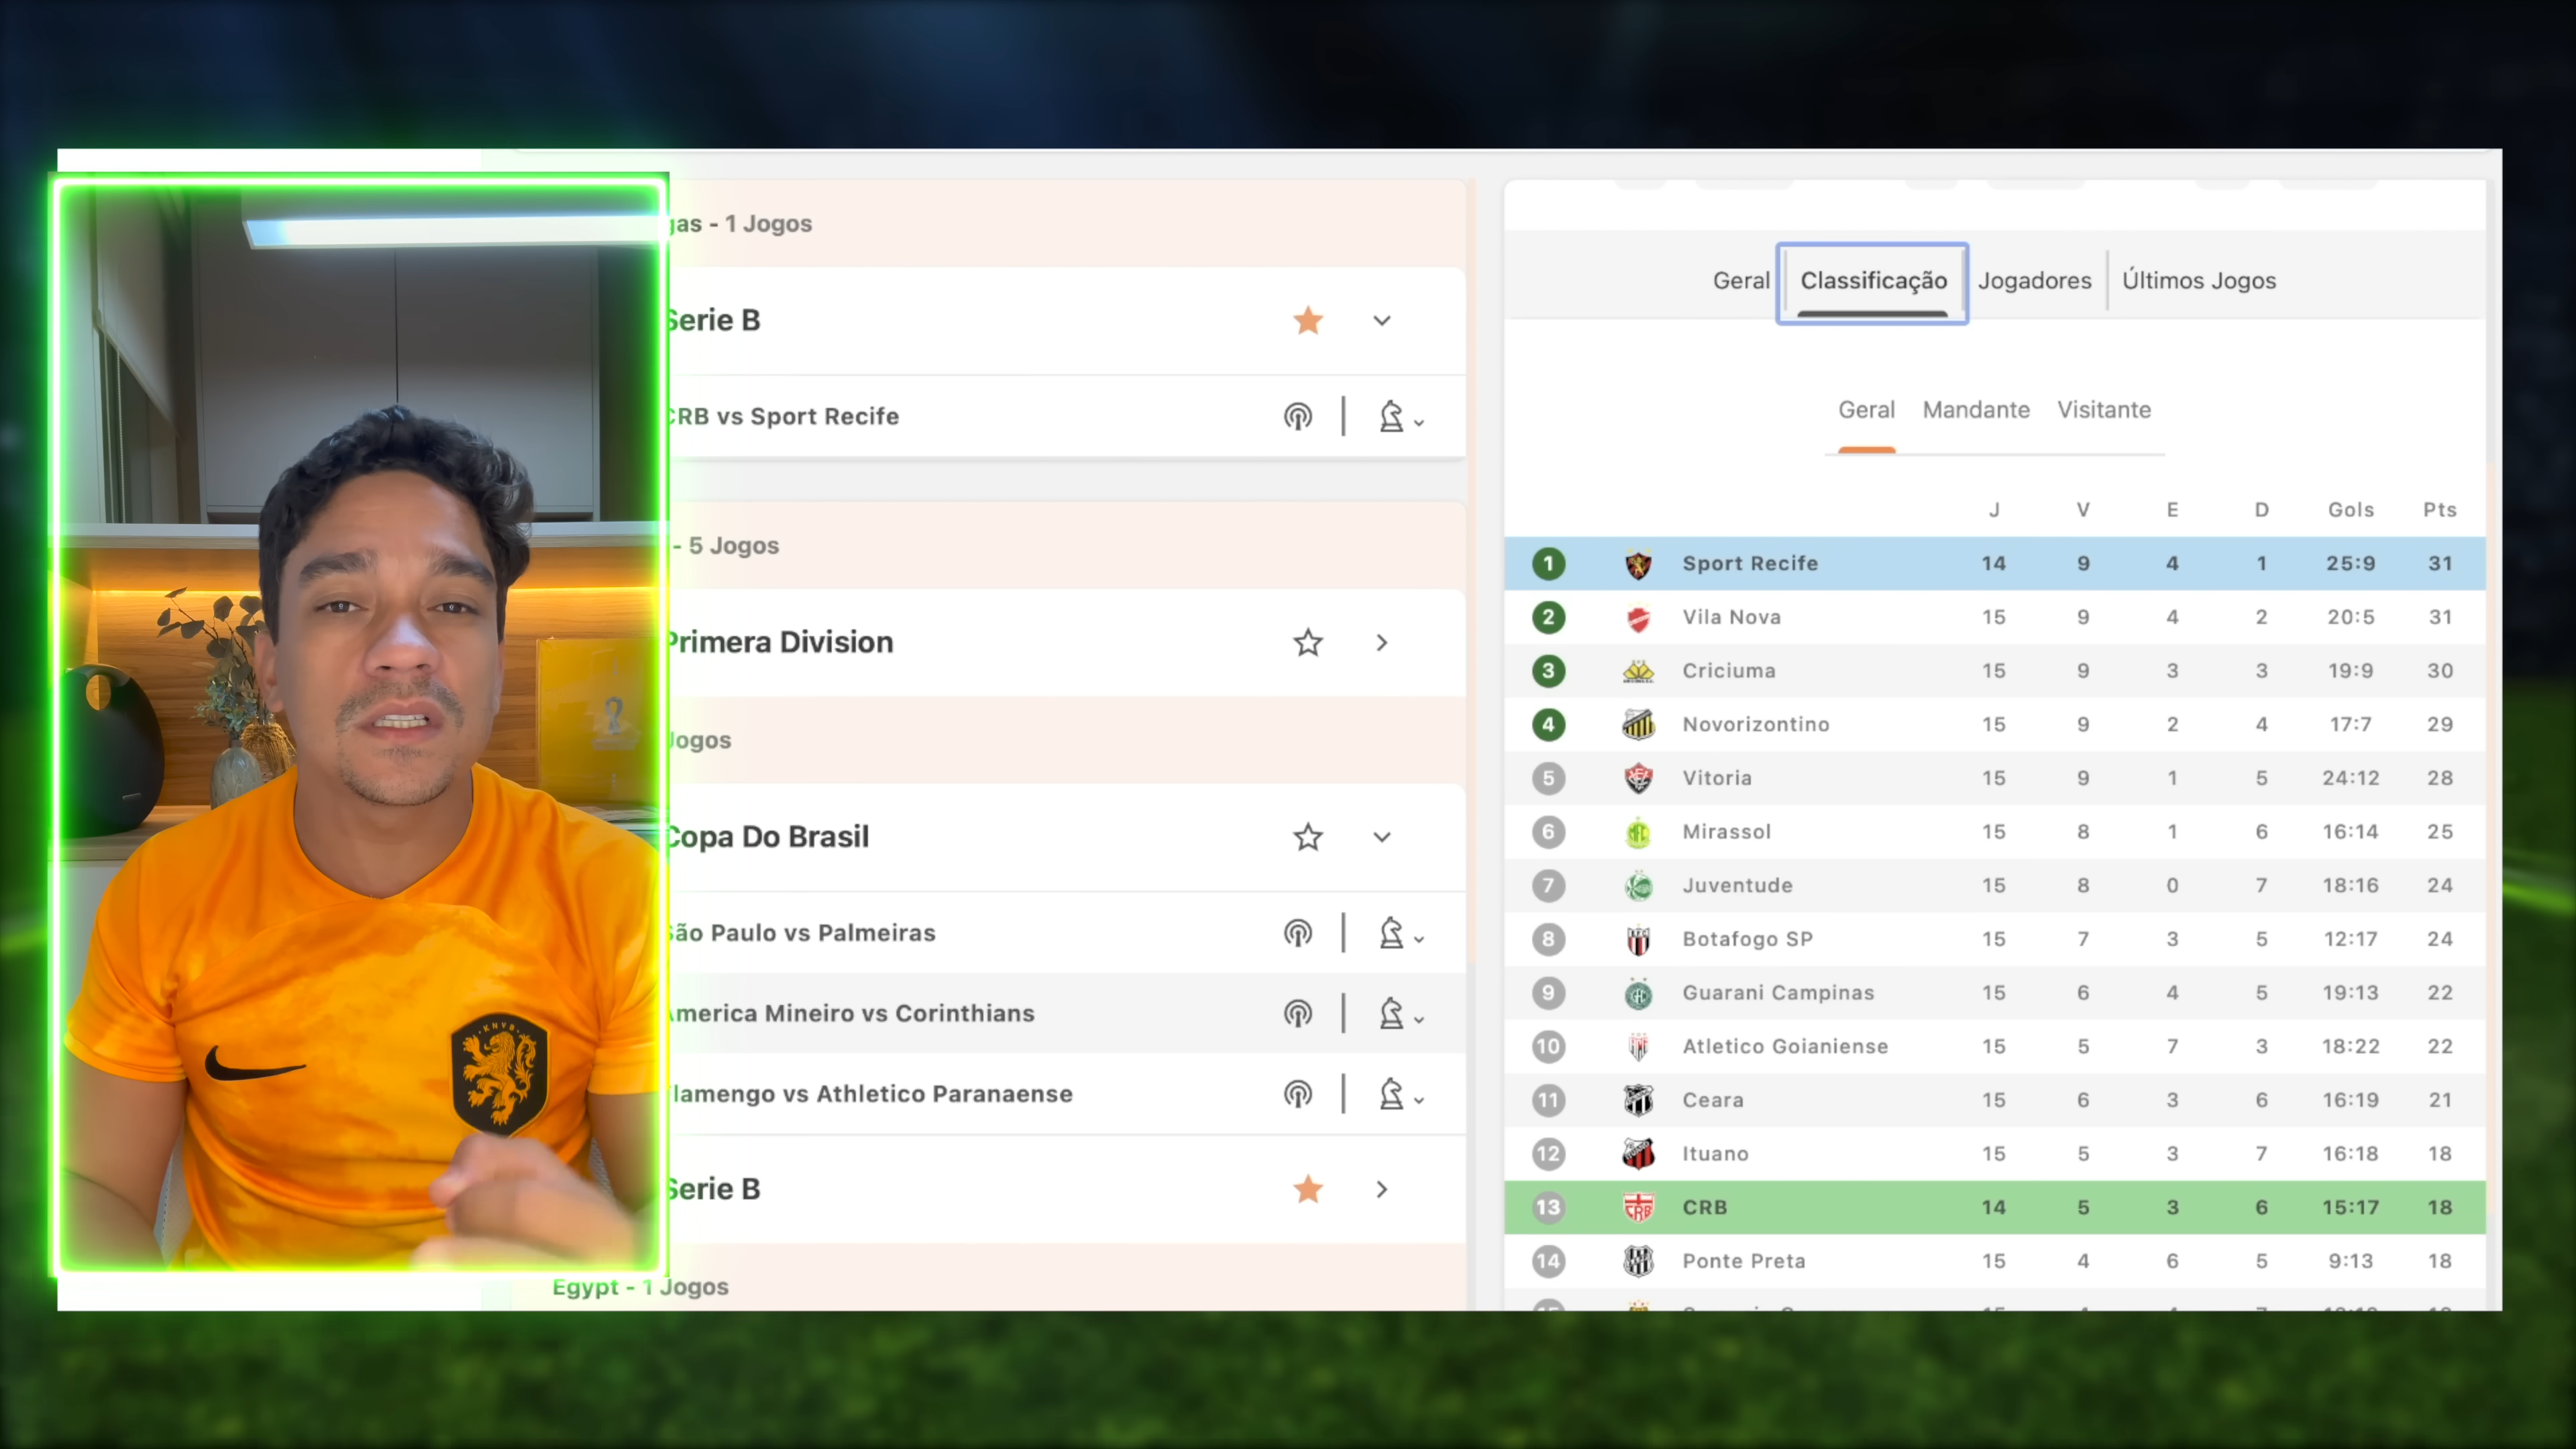 gas - 1 Jogos
Serie B
CRB vs Sport Recife
- 5 Jogos
Primera Division
Jogos
Copa Do Brasil
São Paulo vs Palmeiras
America Mineiro vs Corinthians
Flamengo vs Athletico Paranaense
Serie B
Egypt - 1 Jogos
KNVB
Geral Classificação Jogadores Últimos Jogos
Geral Mandante Visitante
J V E D Gols Pts
1 Sport Recife 14 9 4 1 25:9 31
2 Vila Nova 15 9 4 2 20:5 31
3 Criciuma 15 9 3 3 19:9 30
4 Novorizontino 15 9 2 4 17:7 29
5 Vitoria 15 9 1 5 24:12 28
6 Mirassol 15 8 1 6 16:14 25
7 Juventude 15 8 0 7 18:16 24
8 Botafogo SP 15 7 3 5 12:17 24
9 Guarani Campinas 15 6 4 5 19:13 22
10 Atletico Goianiense 15 5 7 3 18:22 22
11 Ceara 15 6 3 6 16:19 21
12 Ituano 15 5 3 7 16:18 18
13 CRB 14 5 3 6 15:17 18
14 Ponte Preta 15 4 6 5 9:13 18